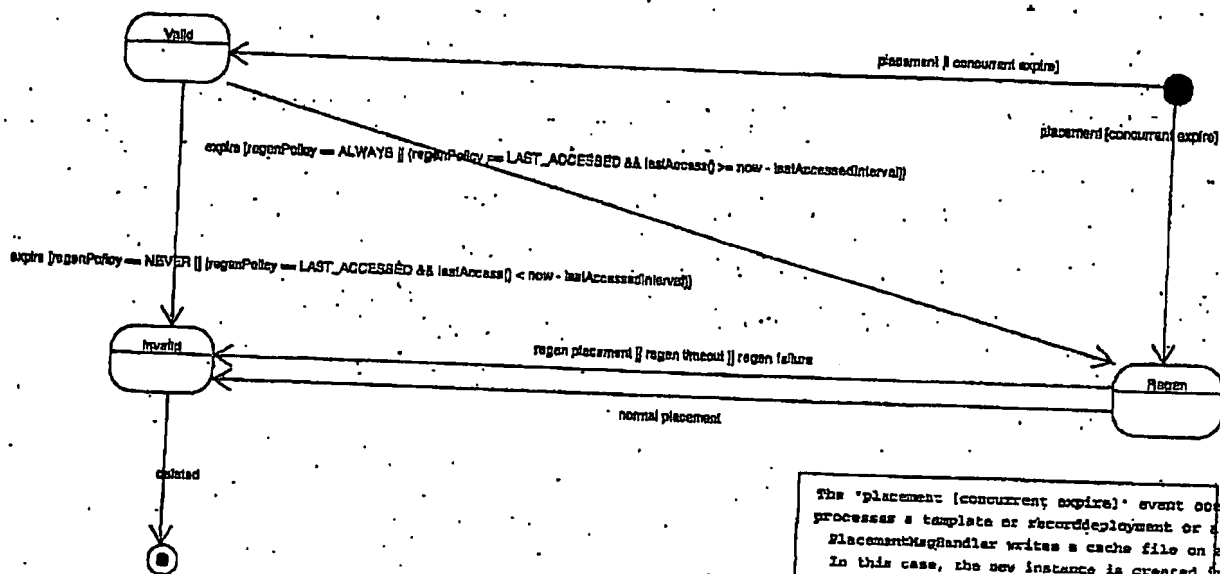 Valid
placement [! concurrent expire]
placement [concurrent expire]
expire [regenPolicy == ALWAYS || (regenPolicy == LAST_ACCESSED && lastAccess() >= now - lastAccessedInterval)]
expire [regenPolicy == NEVER || (regenPolicy == LAST_ACCESSED && lastAccess() < now - lastAccessedInterval)]
Invalid
regen placement || regen timeout || regen failure
Regen
normal placement
deleted
The "placement [concurrent expire]" event
processes a template or recorddeployment or a
PlacementMsgHandler writes a cache file on
In this case, the new instance is created